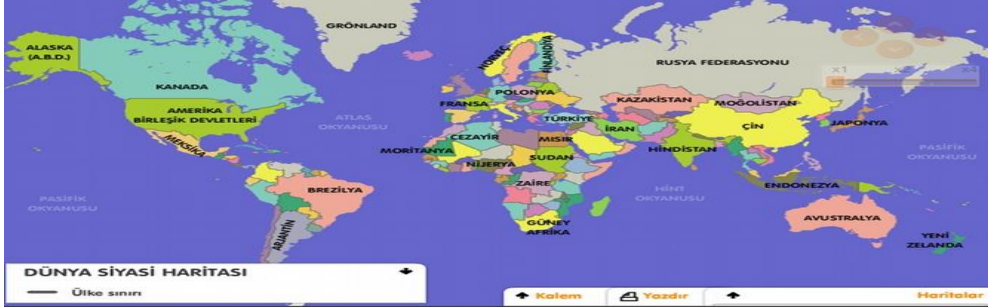 GRÖNLAND
ALASKA
(A.B.D.)
KANADA
AMERİKA
BİRLEŞİK DEVLETLERİ
MEKSİKA
ATLAS
OKYANUSU
PASİFİK
OKYANUSU
BREZİLYA
ARJANTİN
NORVEÇ
FİNLANDİYA
RUSYA FEDERASYONU
POLONYA
FRANSA
KAZAKİSTAN
MOĞOLİSTAN
TÜRKİYE
İRAN
ÇİN
JAPONYA
CEZAYİR
MISIR
MORİTANYA
HİNDİSTAN
NİJERYA
SUDAN
ZAİRE
PASİFİK
OKYANUSU
HİNT
OKYANUSU
ENDONEZYA
GÜNEY
AFRİKA
AVUSTRALYA
YENİ
ZELANDA
x1 x4
DÜNYA SİYASİ HARİTASI
Ülke sınırı
Kalem
Yazdır
Haritalar